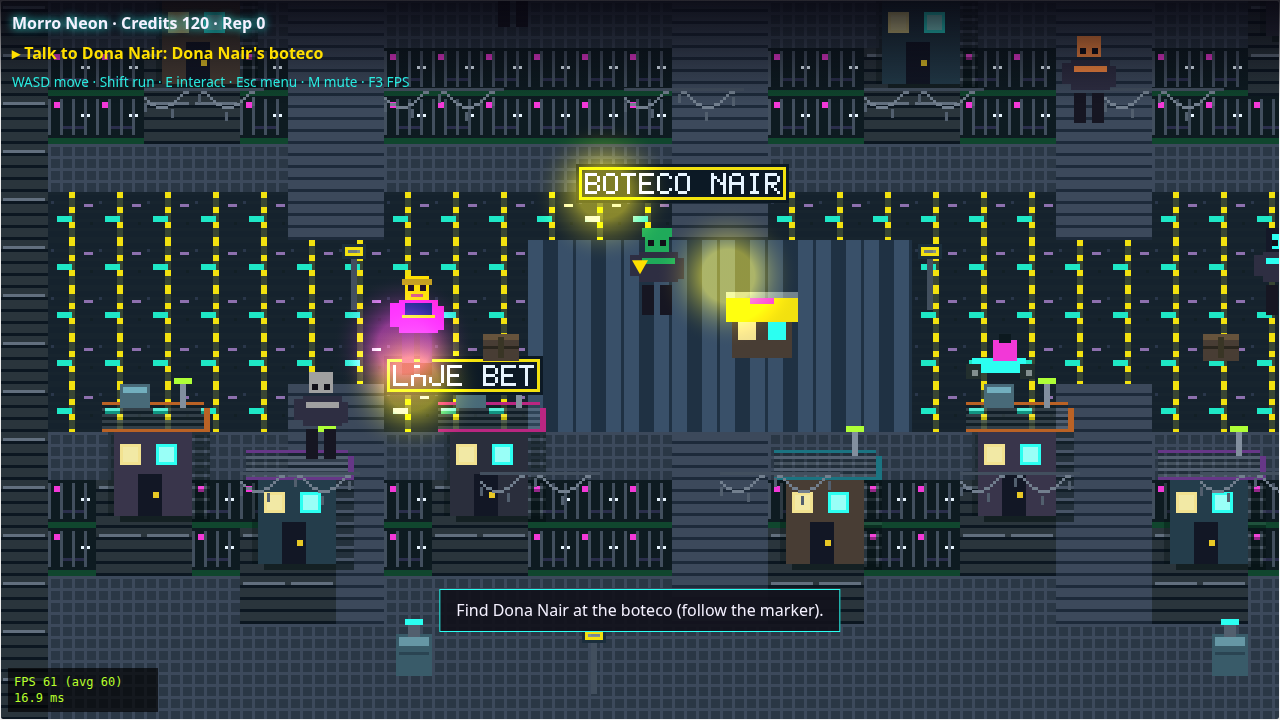 Morro Neon · Credits 120 · Rep 0
▸ Talk to Dona Nair: Dona Nair's boteco
WASD move · Shift run · E interact · Esc menu · M mute · F3 FPS
BOTECO NAIR
LAJE BET
Find Dona Nair at the boteco (follow the marker).
FPS 61 (avg 60)
16.9 ms